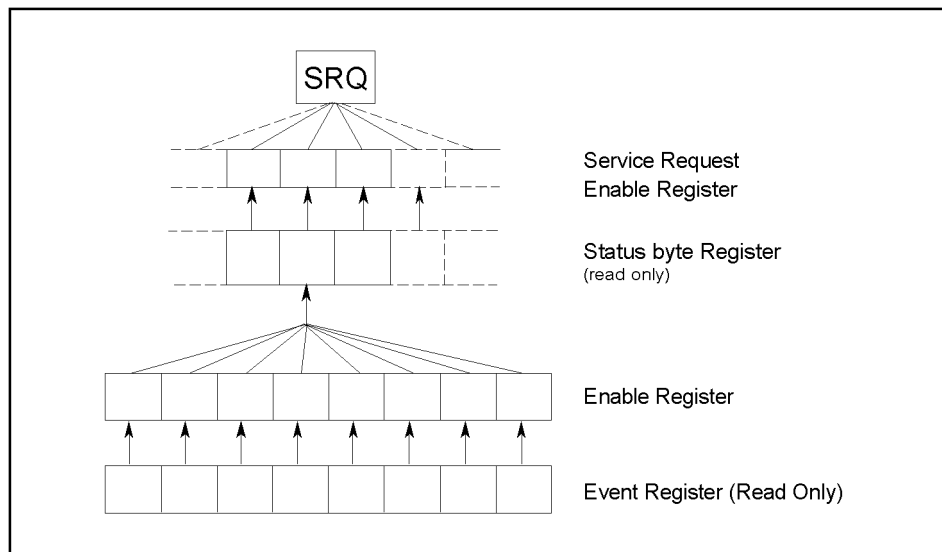 SRQ
Service Request
Enable Register
Status byte Register
(read only)
Enable Register
Event Register (Read Only)